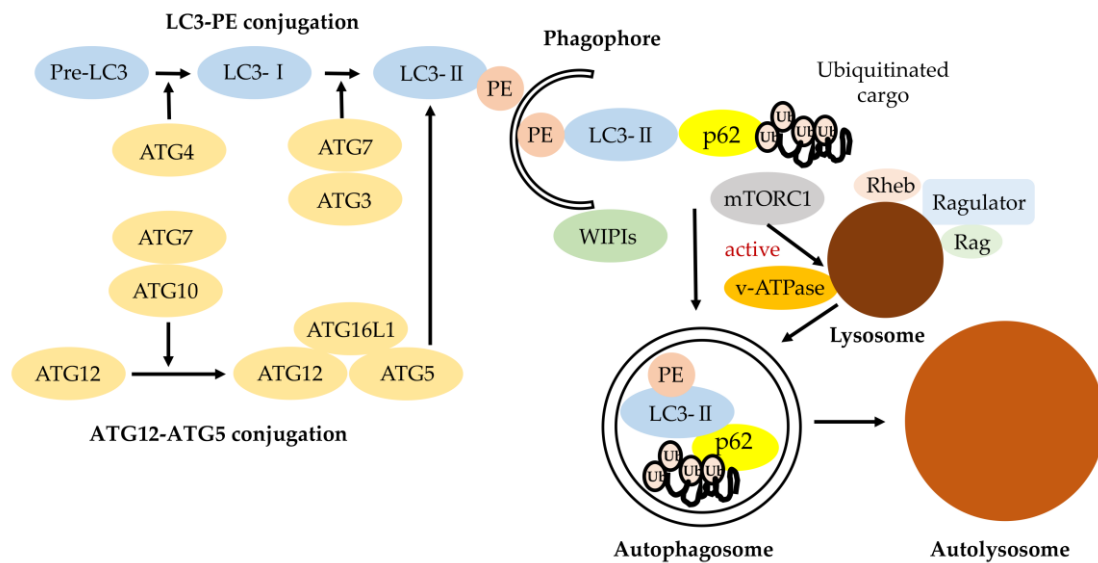 LC3-PE conjugation
Pre-LC3
LC3- I
LC3- II
PE
ATG4
ATG7
ATG3
ATG7
ATG10
ATG12
ATG12
ATG16L1
ATG5
ATG12-ATG5 conjugation
Phagophore
PE
LC3- II
p62
Ub
Ub
Ub
Ub
Ubiquitinated
cargo
WIPIs
mTORC1
active
v-ATPase
Rheb
Ragulator
Rag
Lysosome
PE
LC3- II
p62
Ub
Ub
Ub
Ub
Autophagosome
Autolysosome